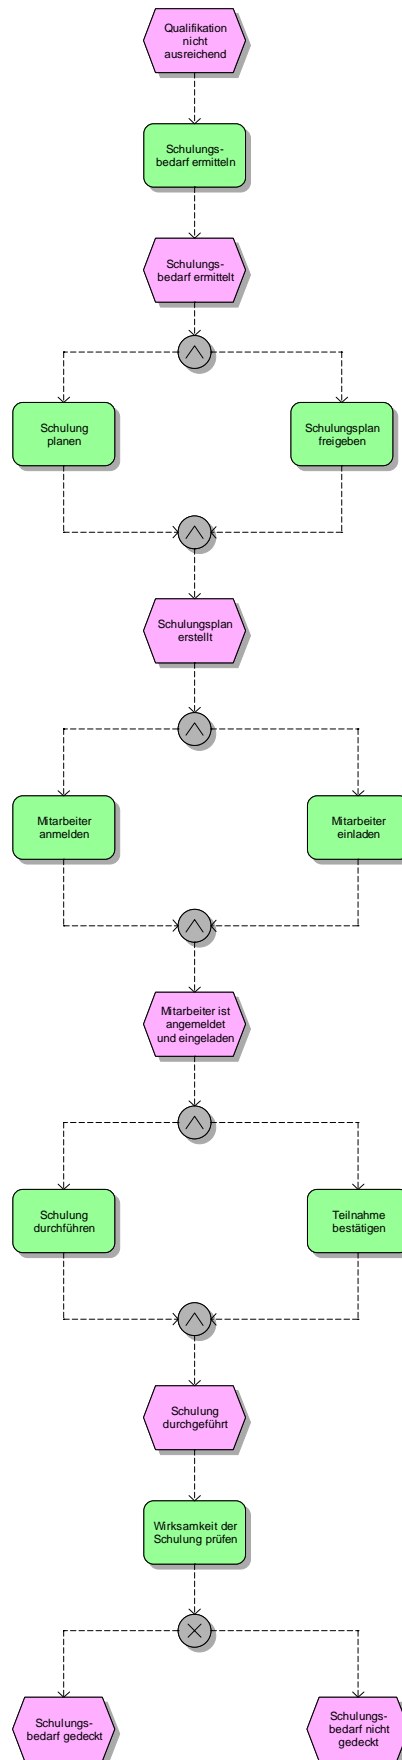 Qualifikation
nicht
ausreichend
Schulungs-
bedarf ermitteln
Schulungs-
bedarf ermittelt
Schulung
planen
Schulungsplan
freigeben
Schulungsplan
erstellt
Mitarbeiter
anmelden
Mitarbeiter
einladen
Mitarbeiter ist
angemeldet
und eingeladen
Schulung
durchführen
Teilnahme
bestätigen
Schulung
durchgeführt
Wirksamkeit der
Schulung prüfen
Schulungs-
bedarf gedeckt
Schulungs-
bedarf nicht
gedeckt